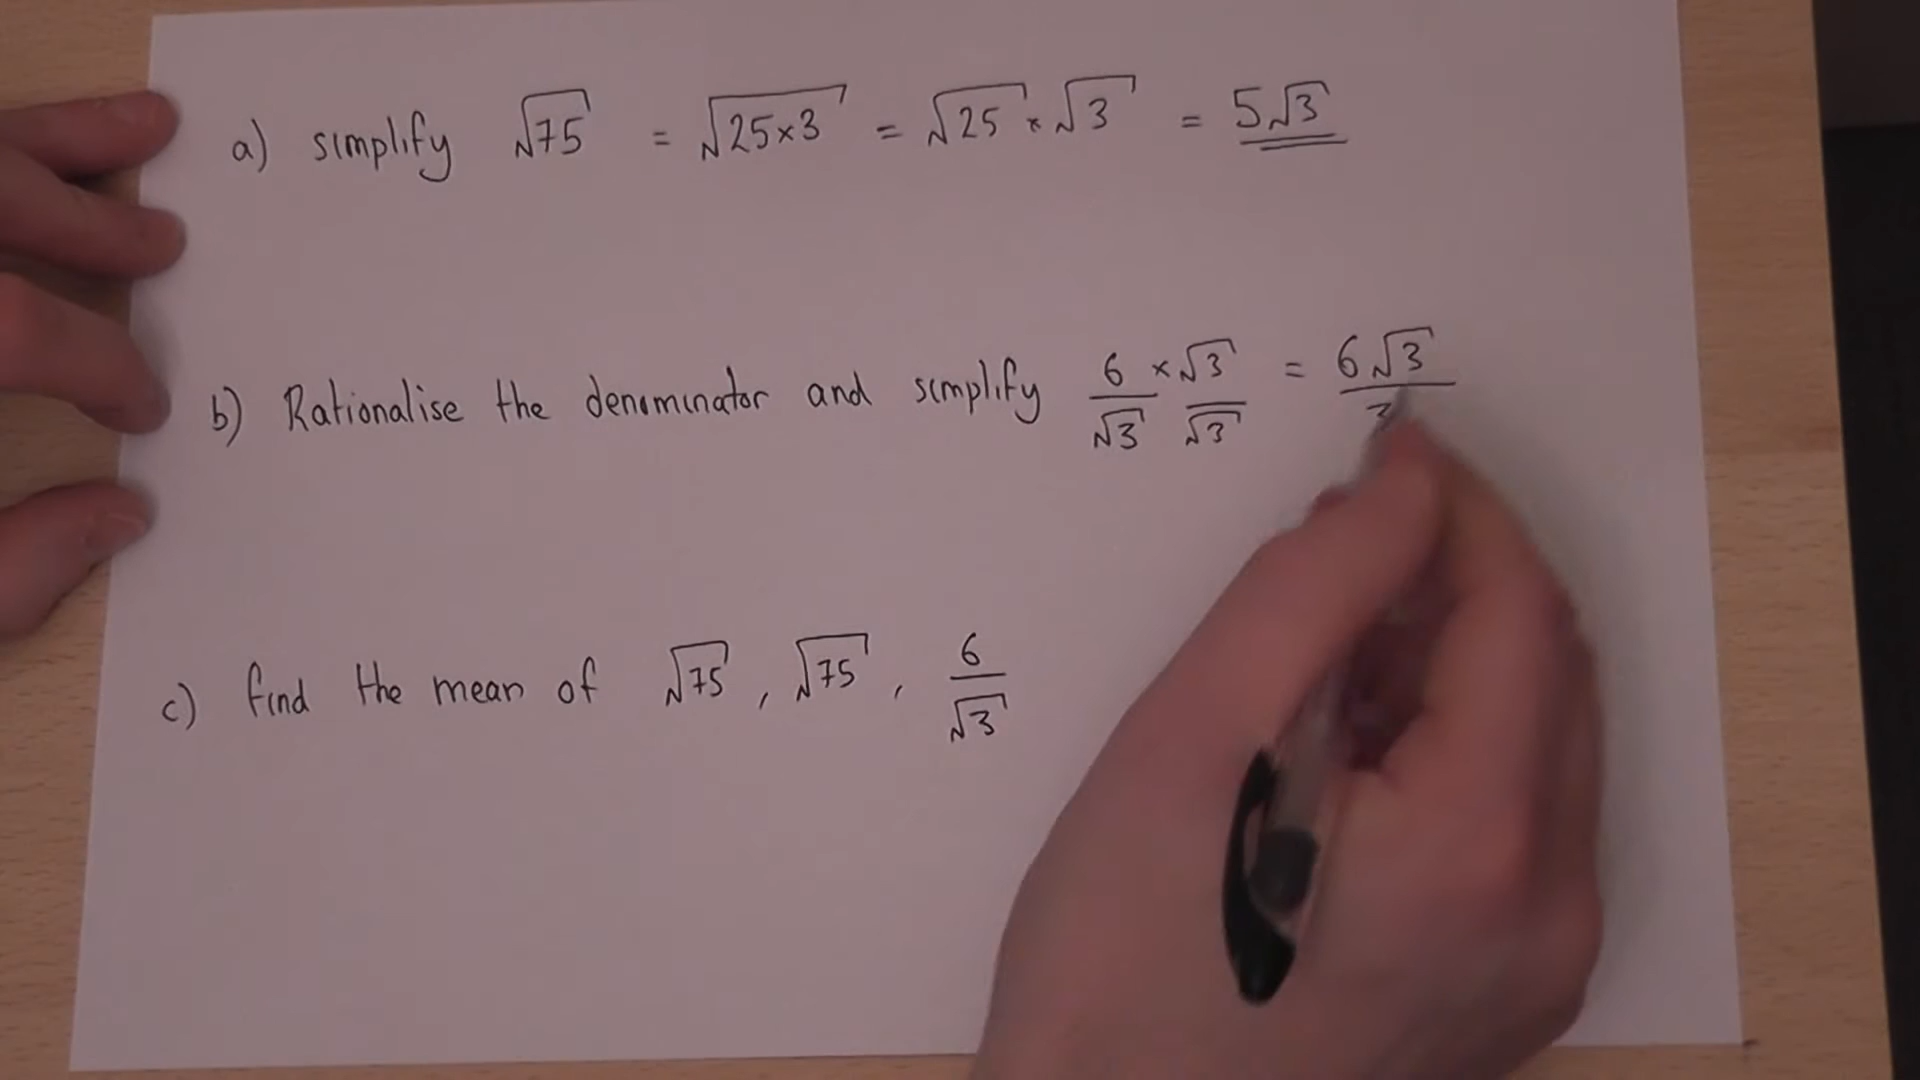 a) simplify √75 = √25×3 = √25 × √3 = 5√3
b) Rationalise the denominator and simplify 6/√3 × √3/√3 = 6√3/3
c) find the mean of √75, √75, 6/√3